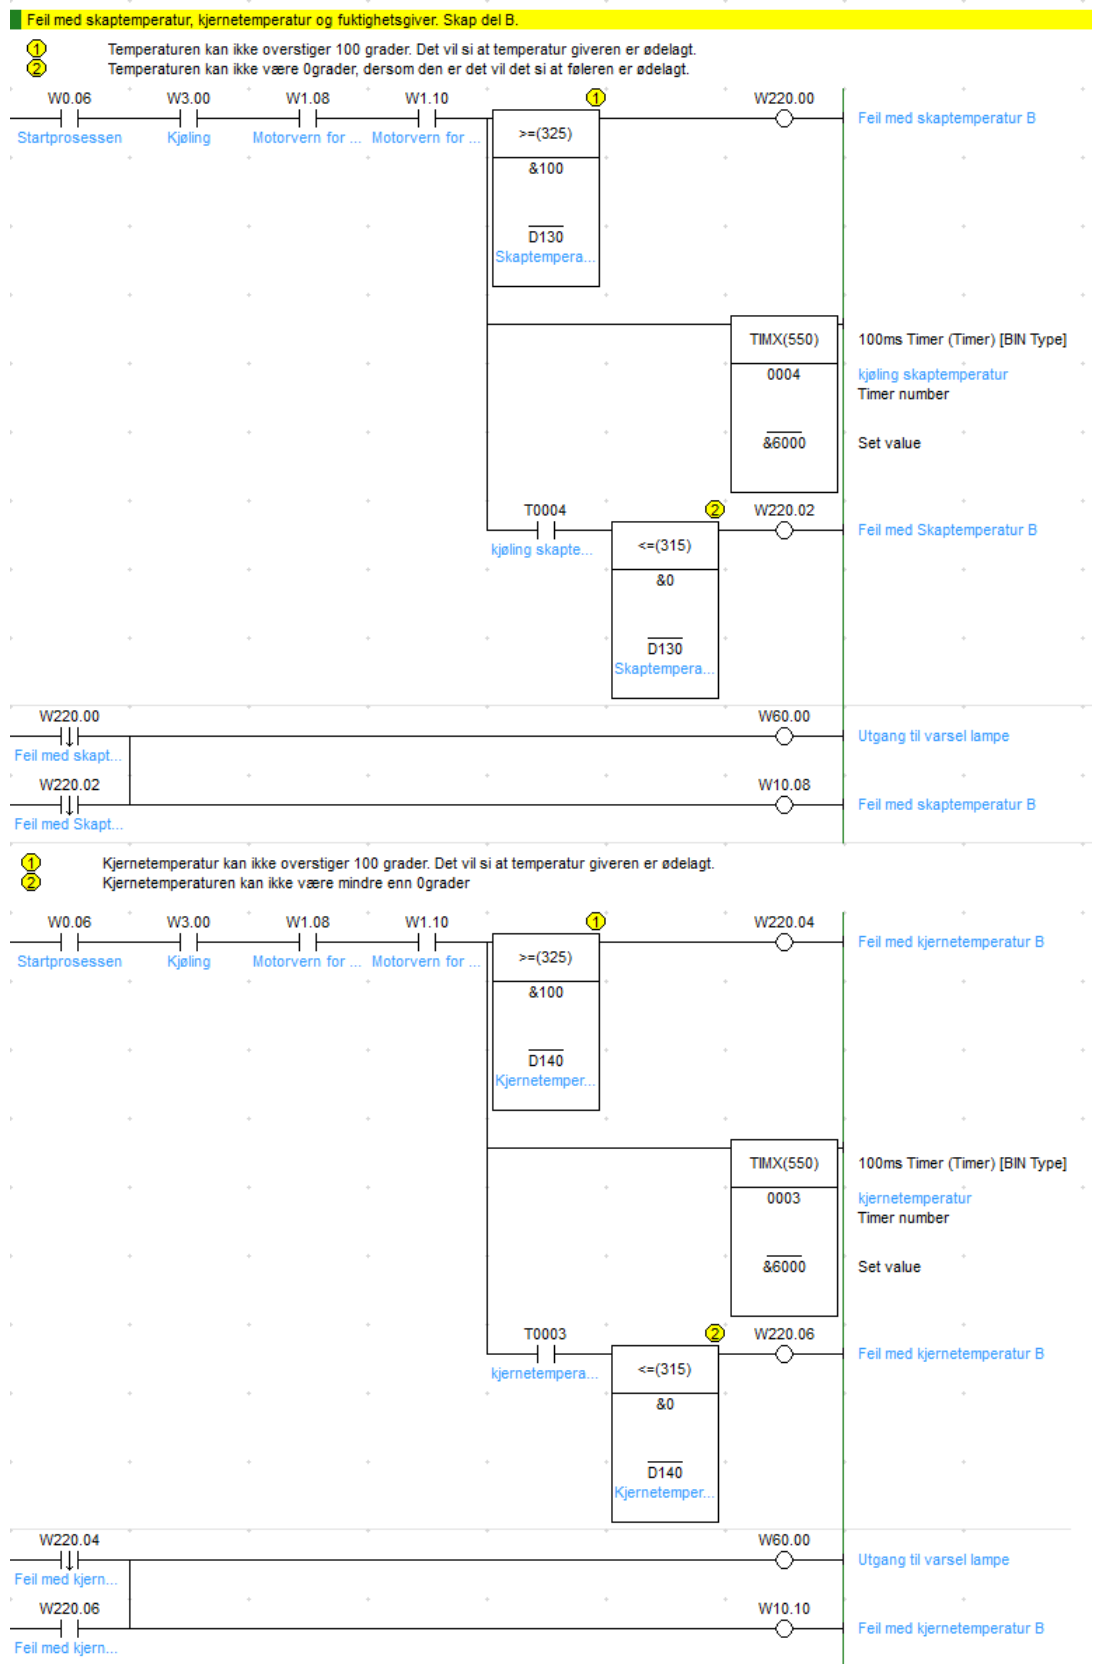 Feil med skaptemperatur, kjernetemperatur og fuktighetsgiver. Skap del B.
1 Temperaturen kan ikke overstiger 100 grader. Det vil si at temperatur giveren er ødelagt.
2 Temperaturen kan ikke være 0grader, dersom den er det vil det si at føleren er ødelagt.
W0.06 W3.00 W1.08 W1.10 1 W220.00
Startprosessen Kjøling Motorvern for ... Motorvern for ... >=(325) Feil med skaptemperatur B
&100
D130
Skaptempera...
TIMX(550) 100ms Timer (Timer) [BIN Type]
0004 kjøling skaptemperatur
Timer number
&6000 Set value
T0004 2 W220.02
kjøling skapte... <=(315) Feil med Skaptemperatur B
&0
D130
Skaptempera...
W220.00 W60.00
Feil med skapt... Utgang til varsel lampe
W220.02 W10.08
Feil med Skapt... Feil med skaptemperatur B
1 Kjernetemperatur kan ikke overstiger 100 grader. Det vil si at temperatur giveren er ødelagt.
2 Kjernetemperaturen kan ikke være mindre enn 0grader
W0.06 W3.00 W1.08 W1.10 1 W220.04
Startprosessen Kjøling Motorvern for ... Motorvern for ... >=(325) Feil med kjernetemperatur B
&100
D140
Kjernetemper...
TIMX(550) 100ms Timer (Timer) [BIN Type]
0003 kjernetemperatur
Timer number
&6000 Set value
T0003 2 W220.06
kjernetempera... <=(315) Feil med kjernetemperatur B
&0
D140
Kjernetemper...
W220.04 W60.00
Feil med kjern... Utgang til varsel lampe
W220.06 W10.10
Feil med kjern... Feil med kjernetemperatur B